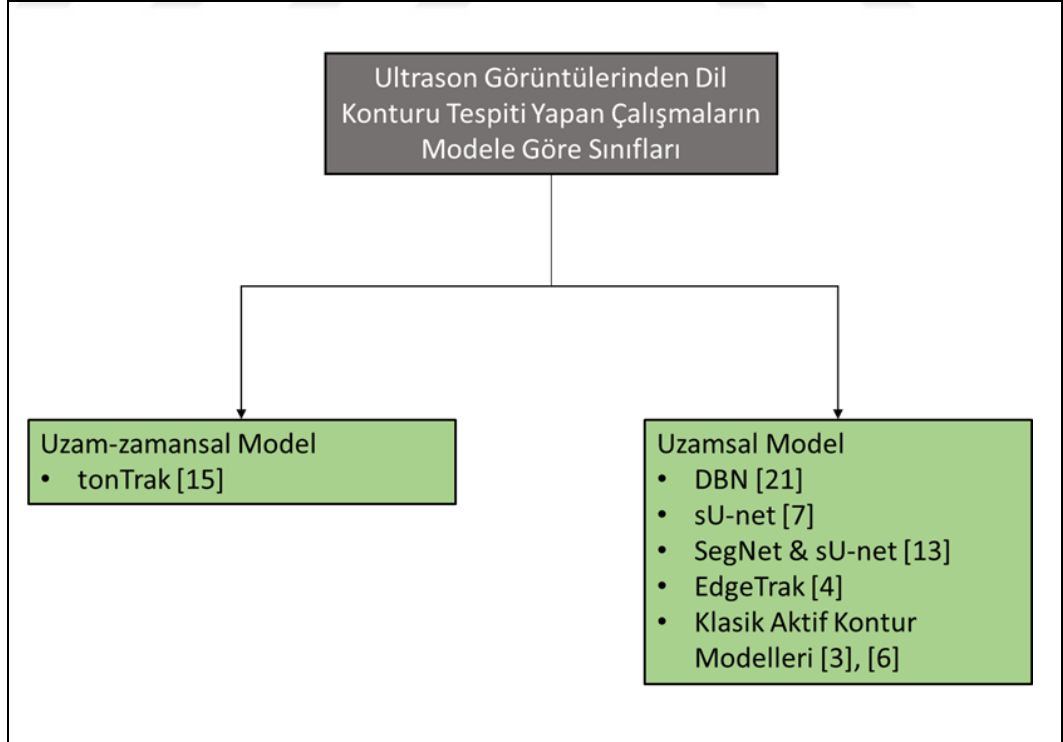 Ultrason Görüntülerinden Dil
Konturu Tespiti Yapan Çalışmaların
Modele Göre Sınıfları
Uzam-zamansal Model
• tonTrak [15]
Uzamsal Model
• DBN [21]
• sU-net [7]
• SegNet & sU-net [13]
• EdgeTrak [4]
• Klasik Aktif Kontur
Modelleri [3], [6]